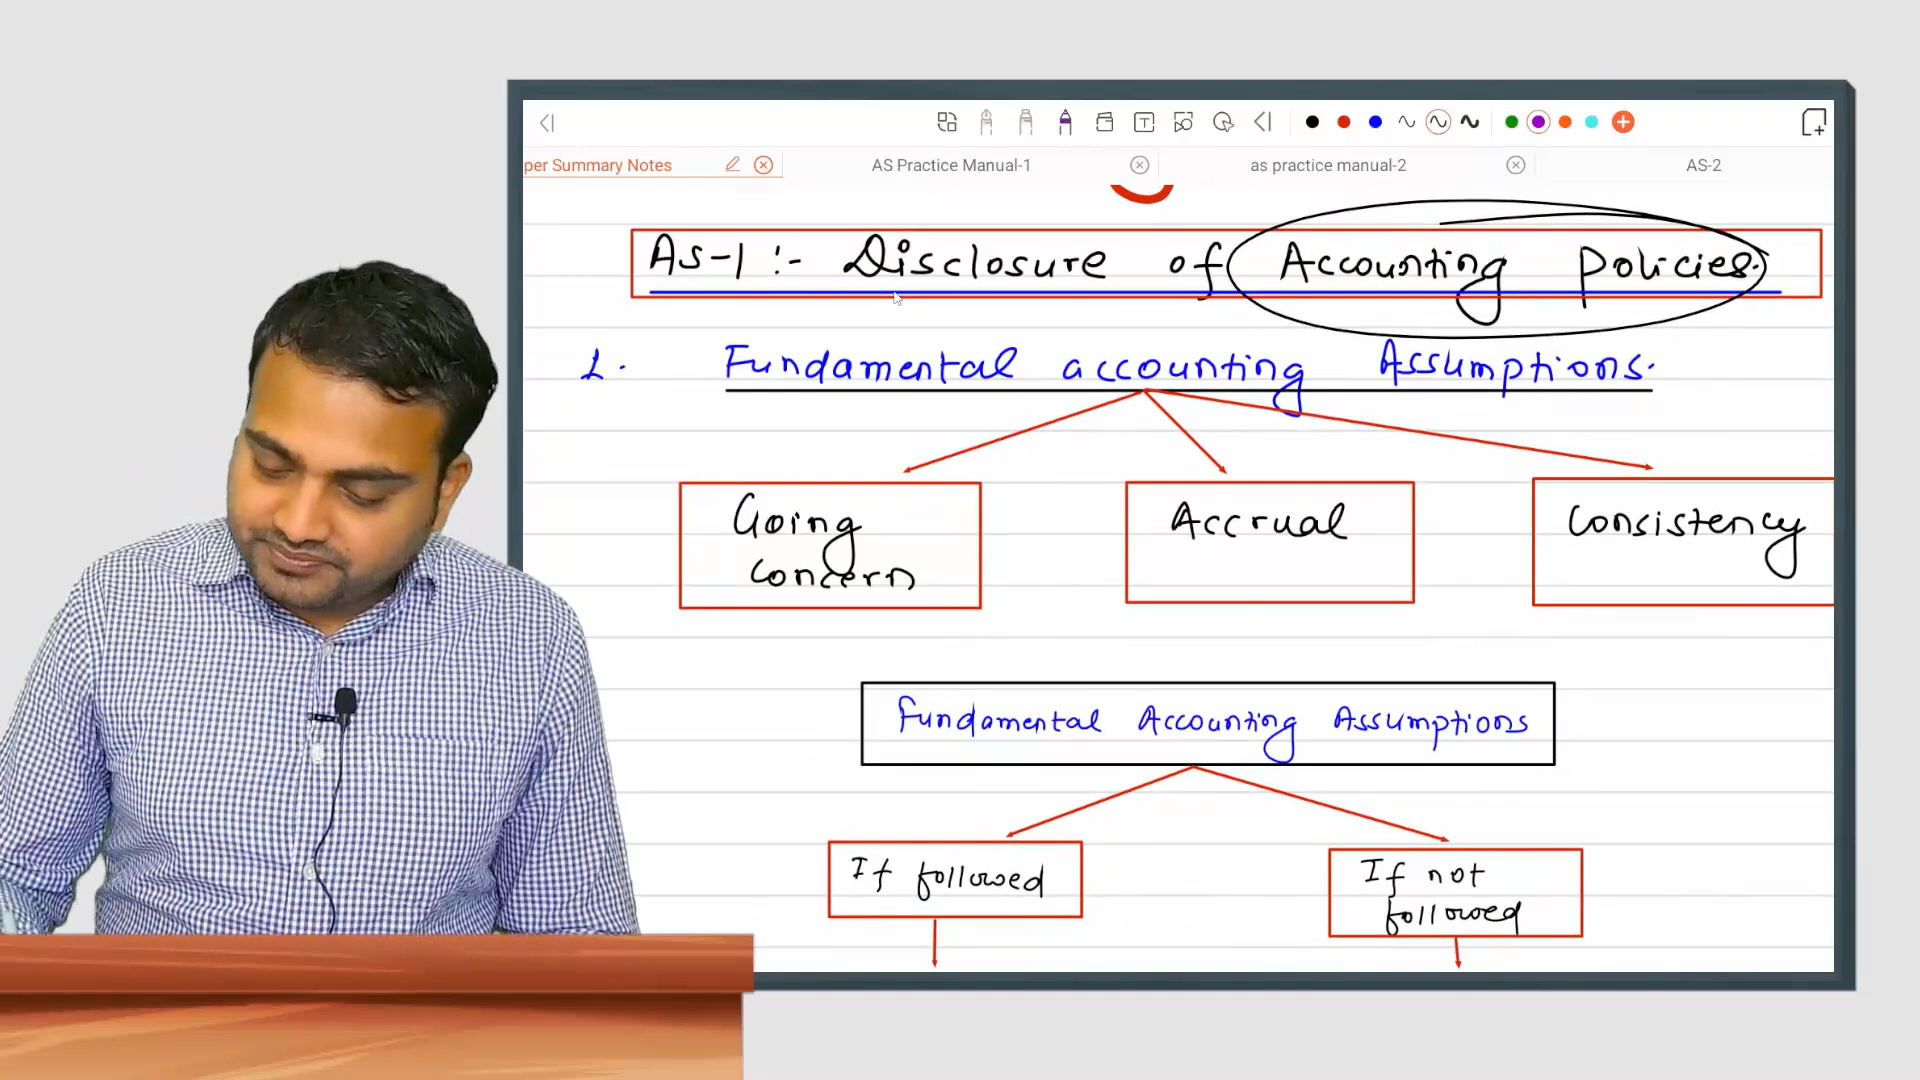 per Summary Notes
AS Practice Manual-1
as practice manual-2
AS-2
As-1 :- Disclosure of Accounting Policies.
1. Fundamental accounting Assumptions.
Going
Concern
Accrual
Consistency
Fundamental Accounting Assumptions
If followed
If not
followed